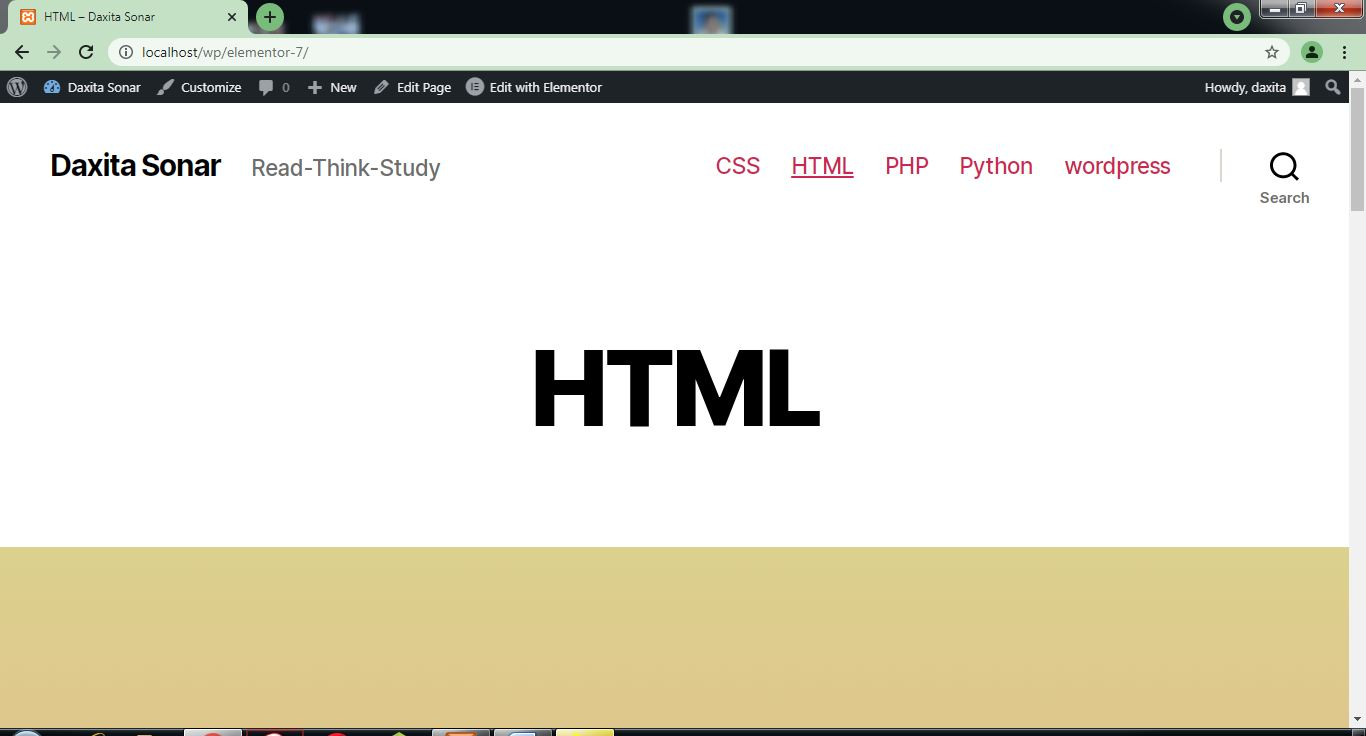 HTML – Daxita Sonar
localhost/wp/elementor-7/
Daxita Sonar Customize 0 New Edit Page Edit with Elementor Howdy, daxita
Daxita Sonar Read-Think-Study CSS HTML PHP Python wordpress
Search
HTML